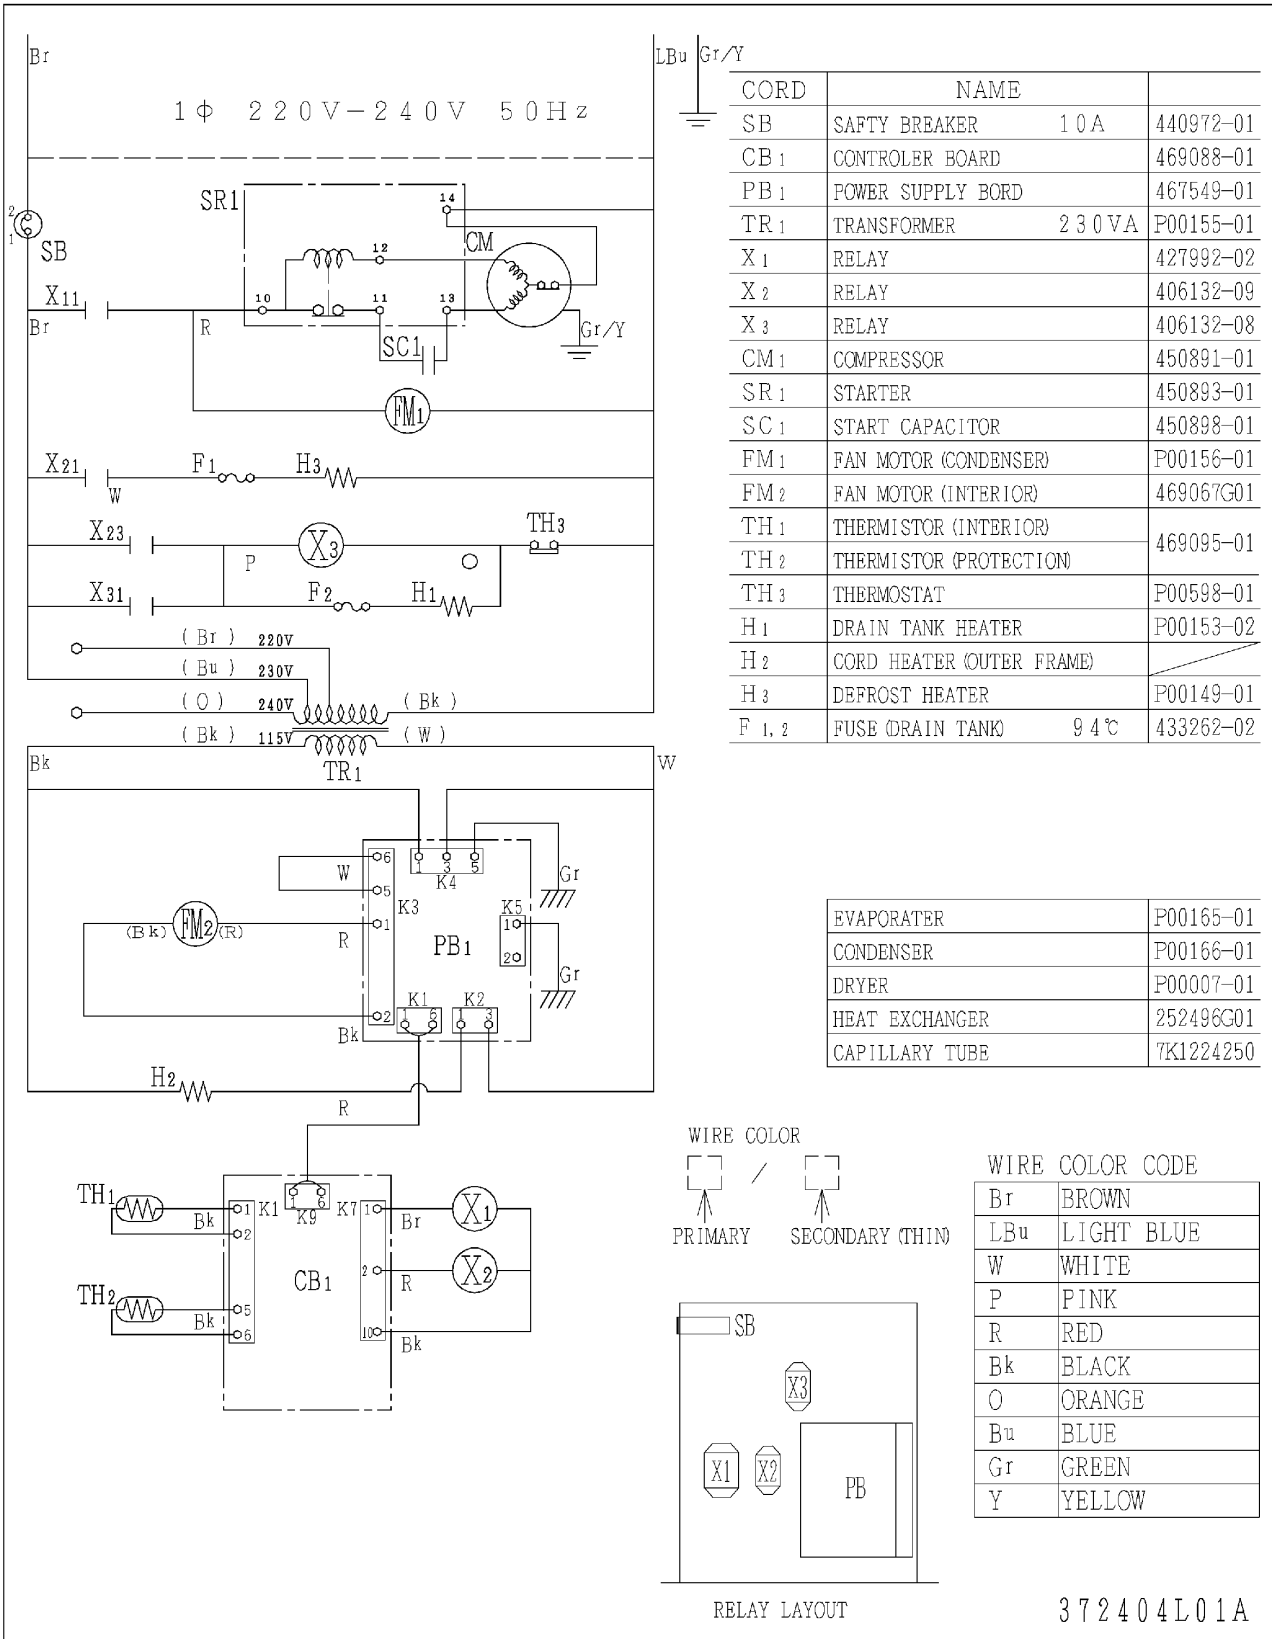 Br
LBu Gr/Y
1φ 220V-240V 50Hz
SR1
14
2
1
SB
12
CM
X11
10
11
13
Br
R
SC1
Gr/Y
FM1
X21
F1
H3
W
X23
X3
TH3
P
O
X31
F2
H1
(Br) 220V
(Bu) 230V
(O) 240V (Bk)
(Bk) 115V (W)
Bk
TR1
W
6
1 3 5
K4
Gr
W
5
K3
K5
(Bk) FM2 (R)
1
1
R
PB1
2
Gr
K1
K2
2
1 6
1 3
Bk
H2
R
TH1
1
K1
1 6
K9
K7
1
X1
Bk
2
Br
CB1
2
X2
R
TH2
5
Bk
6
10
Bk
CORD NAME
SB SAFTY BREAKER 10A 440972-01
CB1 CONTROLER BOARD 469088-01
PB1 POWER SUPPLY BORD 467549-01
TR1 TRANSFORMER 230VA P00155-01
X1 RELAY 427992-02
X2 RELAY 406132-09
X3 RELAY 406132-08
CM1 COMPRESSOR 450891-01
SR1 STARTER 450893-01
SC1 START CAPACITOR 450898-01
FM1 FAN MOTOR (CONDENSER) P00156-01
FM2 FAN MOTOR (INTERIOR) 469067G01
TH1 THERMISTOR (INTERIOR)
469095-01
TH2 THERMISTOR (PROTECTION)
TH3 THERMOSTAT P00598-01
H1 DRAIN TANK HEATER P00153-02
H2 CORD HEATER (OUTER FRAME)
H3 DEFROST HEATER P00149-01
F 1,2 FUSE (DRAIN TANK) 94℃ 433262-02
EVAPORATER P00165-01
CONDENSER P00166-01
DRYER P00007-01
HEAT EXCHANGER 252496G01
CAPILLARY TUBE 7K1224250
WIRE COLOR
/
PRIMARY SECONDARY (THIN)
WIRE COLOR CODE
Br BROWN
LBu LIGHT BLUE
W WHITE
P PINK
R RED
Bk BLACK
O ORANGE
Bu BLUE
Gr GREEN
Y YELLOW
SB
X3
X1
X2
PB
RELAY LAYOUT
372404L01A